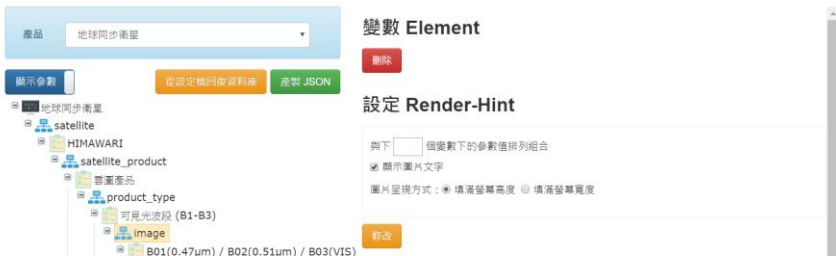 產品
地球同步衛星
顯示參數
從設定檔回復資料庫
產製 JSON
地球同步衛星
satellite
HIMAWARI
satellite_product
雲圖產品
product_type
可見光波段 (B1-B3)
image
B01(0.47μm) / B02(0.51μm) / B03(VIS)
變數 Element
刪除
設定 Render-Hint
與下 個變數下的參數值排列組合
顯示圖片文字
圖片呈現方式：填滿螢幕高度 填滿螢幕寬度
修改